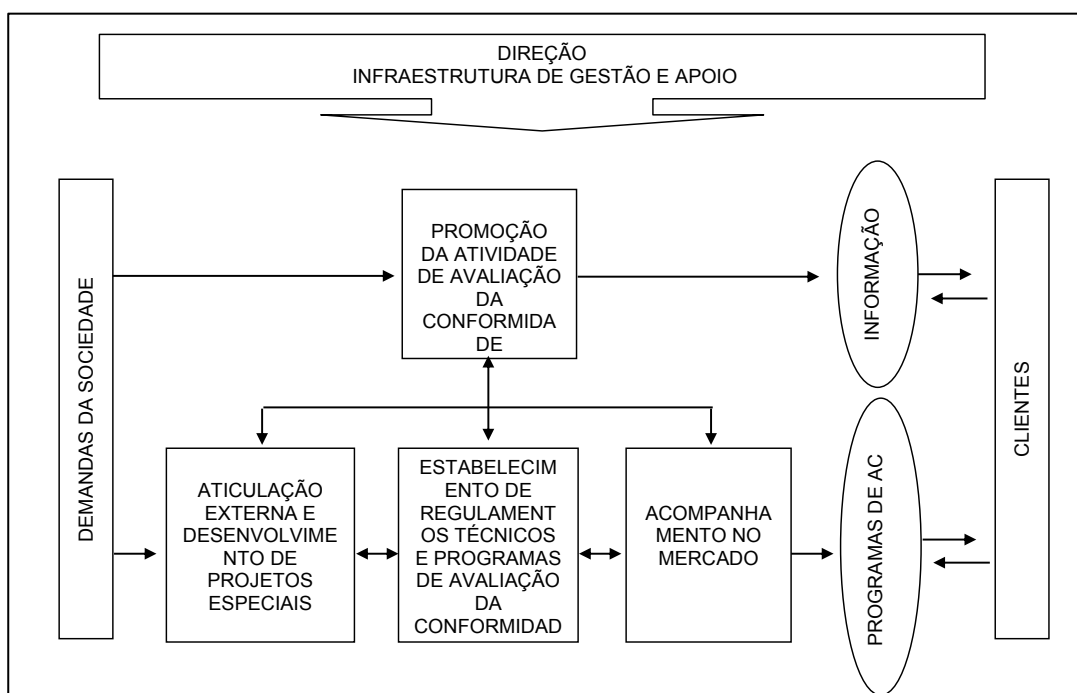 DIREÇÃO
INFRAESTRUTURA DE GESTÃO E APOIO
DEMANDAS DA SOCIEDADE
PROMOÇÃO
DA ATIVIDADE
DE AVALIAÇÃO
DA
CONFORMIDA
DE
INFORMAÇÃO
CLIENTES
ATICULAÇÃO
EXTERNA E
DESENVOLVIME
NTO DE
PROJETOS
ESPECIAIS
ESTABELECIM
ENTO DE
REGULAMENT
OS TÉCNICOS
E PROGRAMAS
DE AVALIAÇÃO
DA
CONFORMIDAD
ACOMPANHA
MENTO NO
MERCADO
PROGRAMAS DE AC